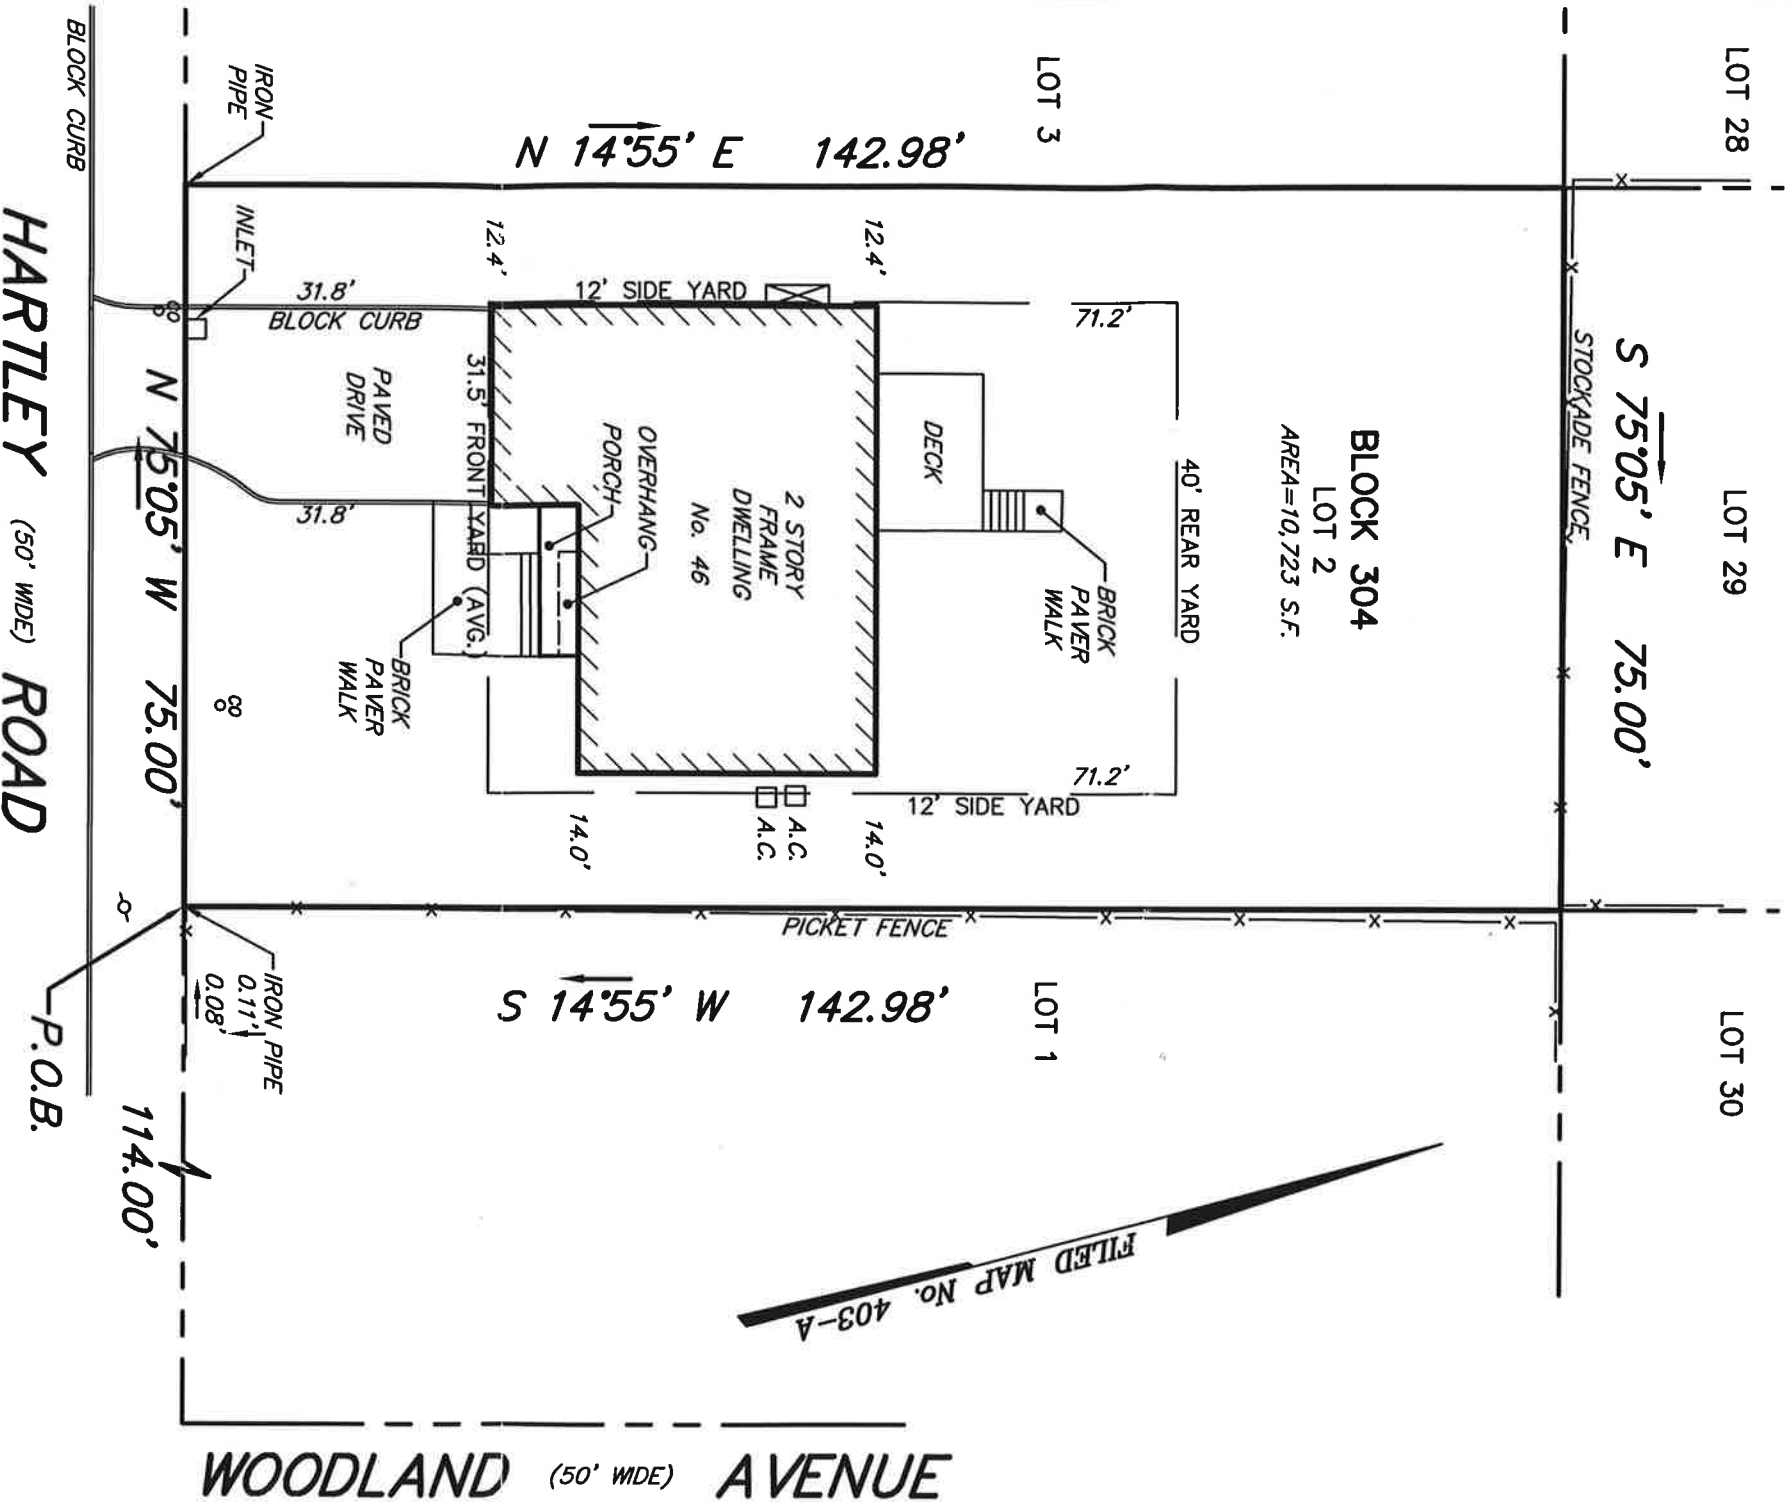 LOT 28
LOT 29
LOT 30
S 75°05' E 75.00'
STOCKADE FENCE
LOT 3
N 14°55' E 142.98'
BLOCK 304
LOT 2
AREA=10,723 S.F.
40' REAR YARD
71.2'
71.2'
12' SIDE YARD
12' SIDE YARD
BRICK
PAVER
WALK
DECK
12.4'
12.4'
14.0'
14.0'
A.C.
A.C.
2 STORY
FRAME
DWELLING
No. 46
OVERHANG
PORCH
31.5' FRONT YARD (AVG.)
BRICK
PAVER
WALK
31.8'
BLOCK CURB
31.8'
PAVED
DRIVE
INLET
CO
CO
IRON
PIPE
PICKET FENCE
S 14°55' W 142.98'
LOT 1
IRON PIPE
0.11'
0.08'
N 75°05' W 75.00'
114.00'
P.O.B.
BLOCK CURB
HARTLEY (50' WIDE) ROAD
FILED MAP No. 403-A
WOODLAND (50' WIDE) AVENUE